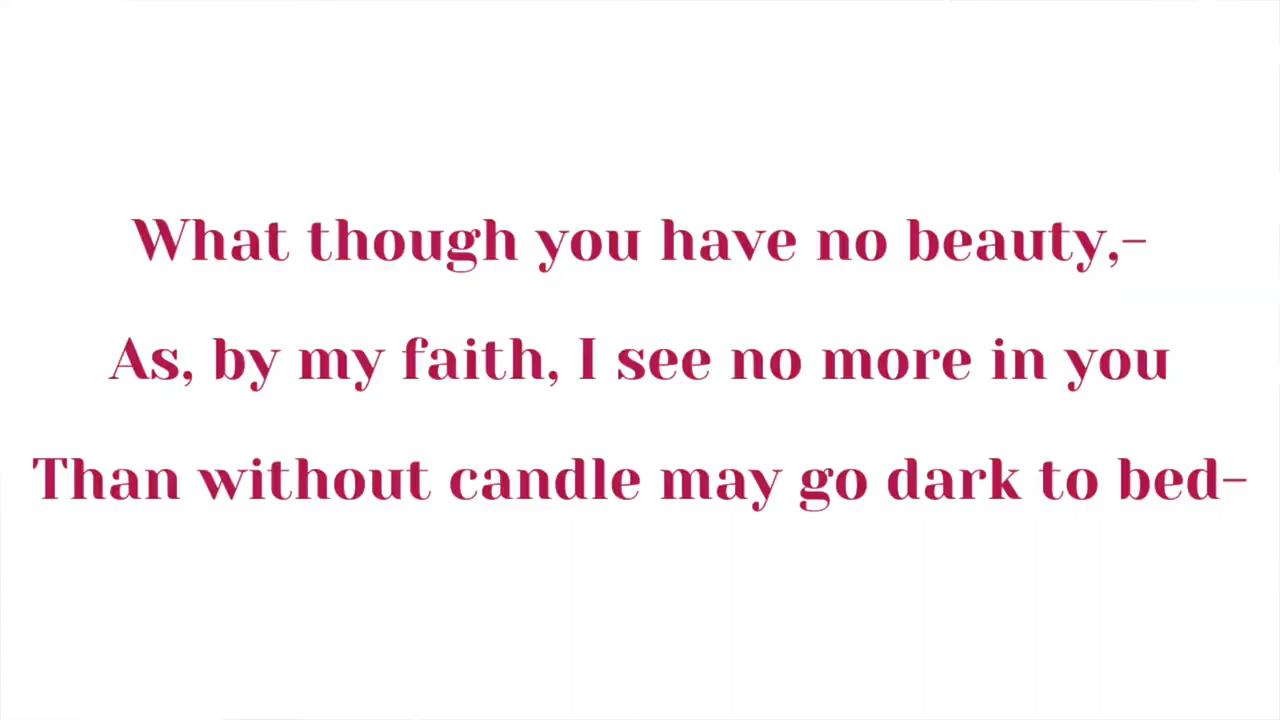 What though you have no beauty,–
As, by my faith, I see no more in you
Than without candle may go dark to bed–